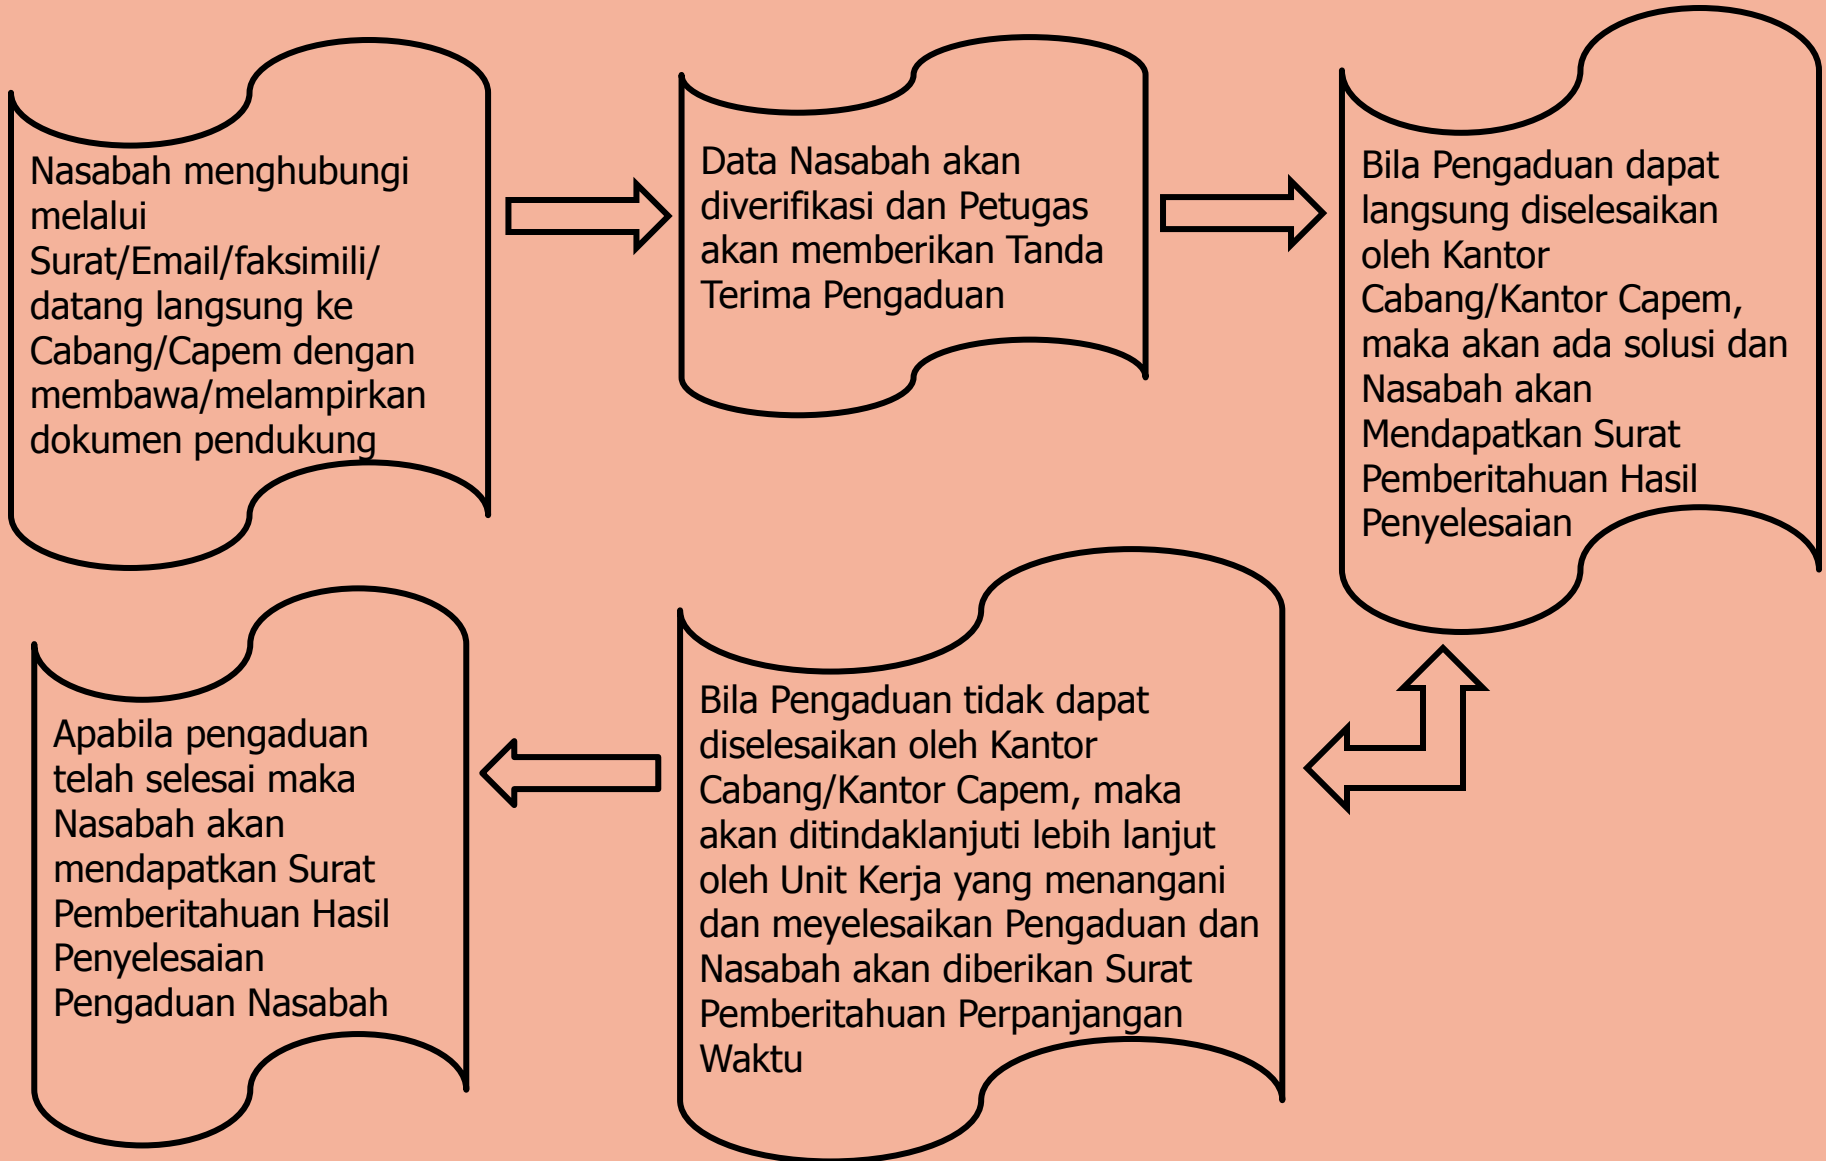 Nasabah menghubungi
melalui
Surat/Email/faksimili/
datang langsung ke
Cabang/Capem dengan
membawa/melampirkan
dokumen pendukung
Data Nasabah akan
diverifikasi dan Petugas
akan memberikan Tanda
Terima Pengaduan
Bila Pengaduan dapat
langsung diselesaikan
oleh Kantor
Cabang/Kantor Capem,
maka akan ada solusi dan
Nasabah akan
Mendapatkan Surat
Pemberitahuan Hasil
Penyelesaian
Bila Pengaduan tidak dapat
diselesaikan oleh Kantor
Cabang/Kantor Capem, maka
akan ditindaklanjuti lebih lanjut
oleh Unit Kerja yang menangani
dan meyelesaikan Pengaduan dan
Nasabah akan diberikan Surat
Pemberitahuan Perpanjangan
Waktu
Apabila pengaduan
telah selesai maka
Nasabah akan
mendapatkan Surat
Pemberitahuan Hasil
Penyelesaian
Pengaduan Nasabah